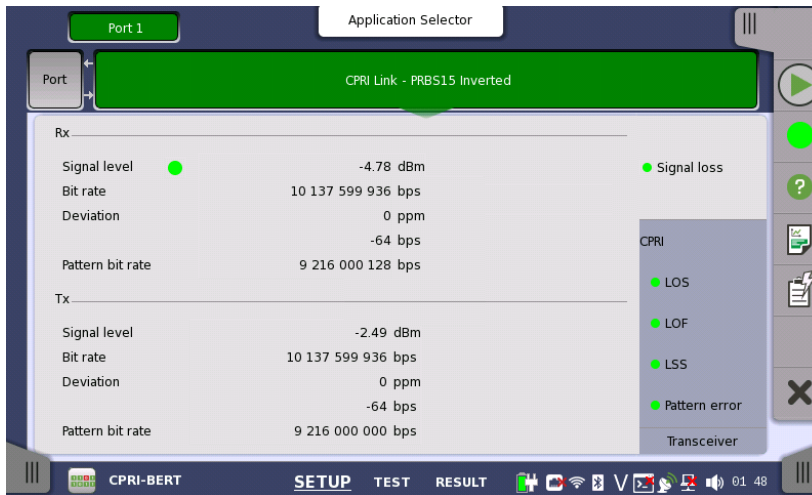 Port 1
Application Selector
Port
CPRI Link - PRBS15 Inverted
Rx
Signal level -4.78 dBm
Signal loss
Bit rate 10 137 599 936 bps
Deviation 0 ppm
-64 bps
CPRI
Pattern bit rate 9 216 000 128 bps
LOS
Tx
LOF
Signal level -2.49 dBm
Bit rate 10 137 599 936 bps
LSS
Deviation 0 ppm
-64 bps
Pattern error
Pattern bit rate 9 216 000 000 bps
Transceiver
CPRI-BERT SETUP TEST RESULT 01 48